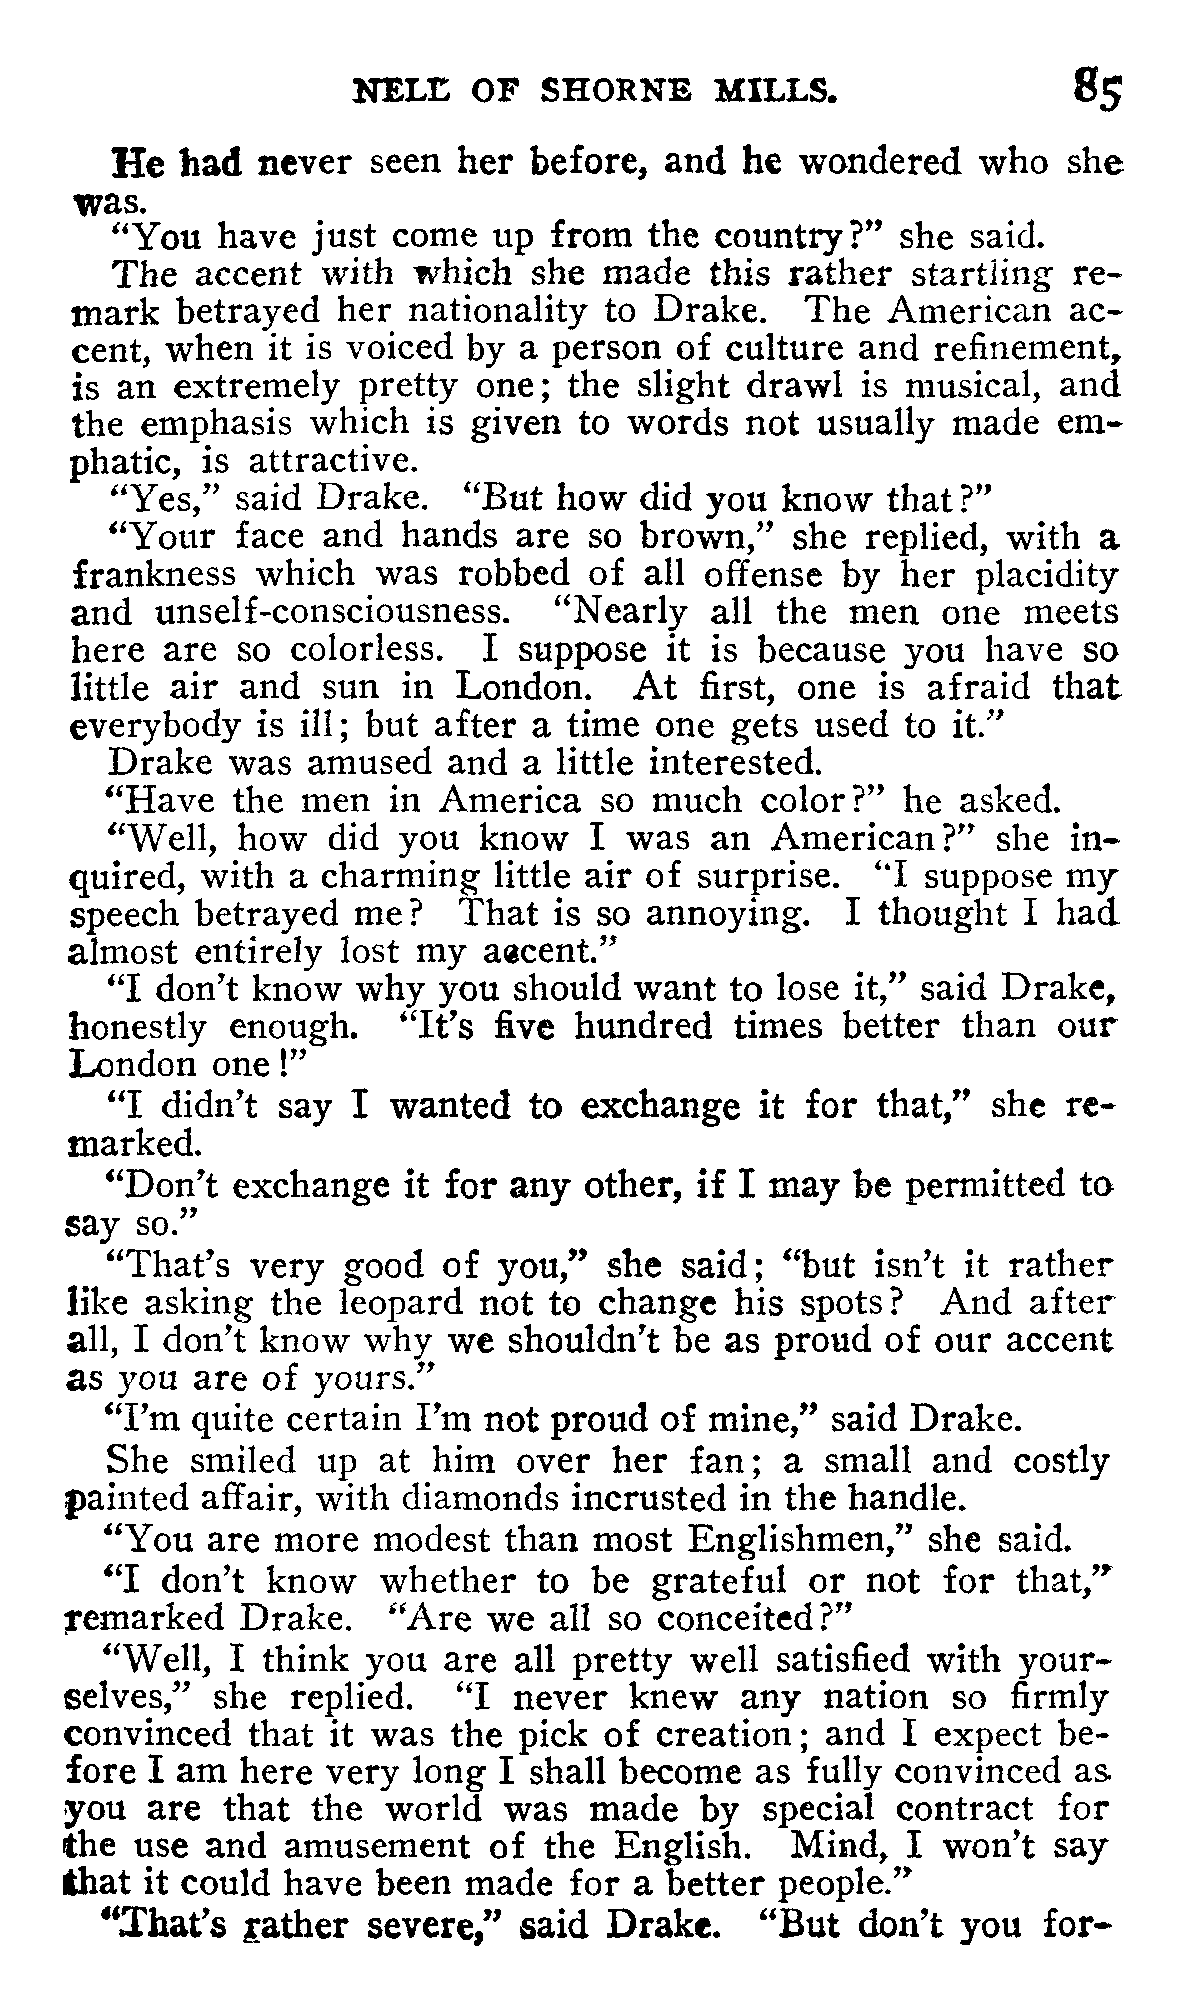 NELL OF SHORNE MILLS. 85
He had never seen her before, and he wondered who she
was.
"You have just come up from the country?" she said.
The accent with which she made this rather startling re-
mark betrayed her nationality to Drake. The American ac-
cent, when it is voiced by a person of culture and refinement,
is an extremely pretty one; the slight drawl is musical, and
the emphasis which is given to words not usually made em-
phatic, is attractive.
"Yes," said Drake. "But how did you know that?"
"Your face and hands are so brown," she replied, with a
frankness which was robbed of all offense by her placidity
and unself-consciousness. "Nearly all the men one meets
here are so colorless. I suppose it is because you have so
little air and sun in London. At first, one is afraid that
everybody is ill; but after a time one gets used to it."
Drake was amused and a little interested.
"Have the men in America so much color?" he asked.
"Well, how did you know I was an American?" she in-
quired, with a charming little air of surprise. "I suppose my
speech betrayed me? That is so annoying. I thought I had
almost entirely lost my accent."
"I don't know why you should want to lose it," said Drake,
honestly enough. "It's five hundred times better than our
London one!"
"I didn't say I wanted to exchange it for that," she re-
marked.
"Don't exchange it for any other, if I may be permitted to
say so."
"That's very good of you," she said; "but isn't it rather
like asking the leopard not to change his spots? And after
all, I don't know why we shouldn't be as proud of our accent
as you are of yours."
"I'm quite certain I'm not proud of mine," said Drake.
She smiled up at him over her fan; a small and costly
painted affair, with diamonds incrusted in the handle.
"You are more modest than most Englishmen," she said.
"I don't know whether to be grateful or not for that,"
remarked Drake. "Are we all so conceited?"
"Well, I think you are all pretty well satisfied with your-
selves," she replied. "I never knew any nation so firmly
convinced that it was the pick of creation; and I expect be-
fore I am here very long I shall become as fully convinced as
you are that the world was made by special contract for
the use and amusement of the English. Mind, I won't say
that it could have been made for a better people."
"That's rather severe," said Drake. "But don't you for-